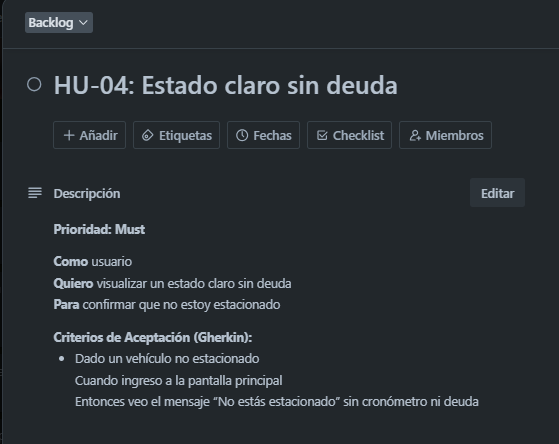 Backlog
HU-04: Estado claro sin deuda
Añadir
Etiquetas
Fechas
Checklist
Miembros
Descripción
Editar
Prioridad: Must
Como usuario
Quiero visualizar un estado claro sin deuda
Para confirmar que no estoy estacionado
Criterios de Aceptación (Gherkin):
Dado un vehículo no estacionado
Cuando ingreso a la pantalla principal
Entonces veo el mensaje “No estás estacionado” sin cronómetro ni deuda